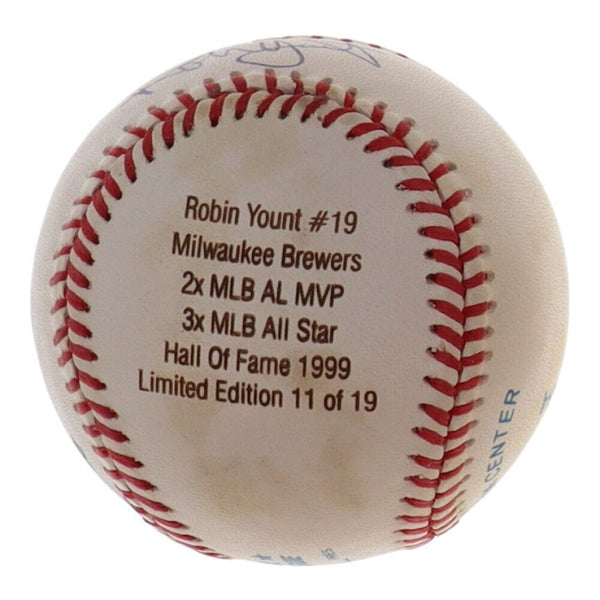 Robin Yount #19
Milwaukee Brewers
2x MLB AL MVP
3x MLB All Star
Hall Of Fame 1999
Limited Edition 11 of 19
CENTER